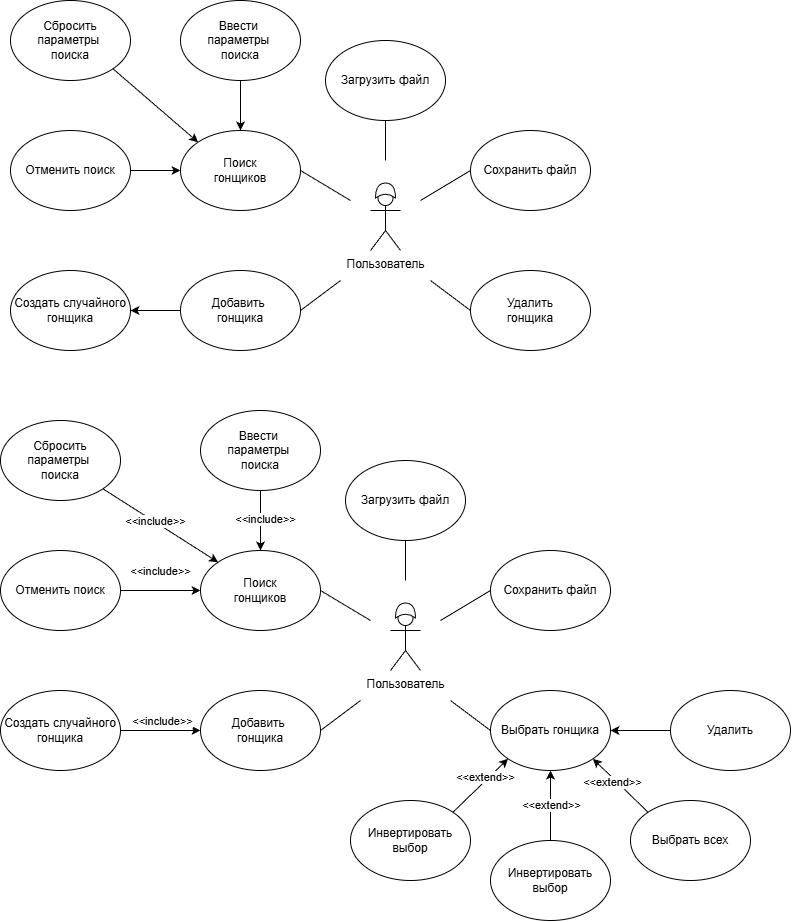 Сбросить
параметры
поиска
Ввести
параметры
поиска
Загрузить файл
Отменить поиск
Поиск
гонщиков
Сохранить файл
Пользователь
Создать случайного
гонщика
Добавить
гонщика
Удалить
гонщика
Сбросить
параметры
поиска
Ввести
параметры
поиска
Загрузить файл
<<include>>
<<include>>
Отменить поиск
<<include>>
Поиск
гонщиков
Сохранить файл
Пользователь
Создать случайного
гонщика
<<include>>
Добавить
гонщика
Выбрать гонщика
Удалить
<<extend>>
<<extend>>
<<extend>>
Инвертировать
выбор
Инвертировать
выбор
Выбрать всех